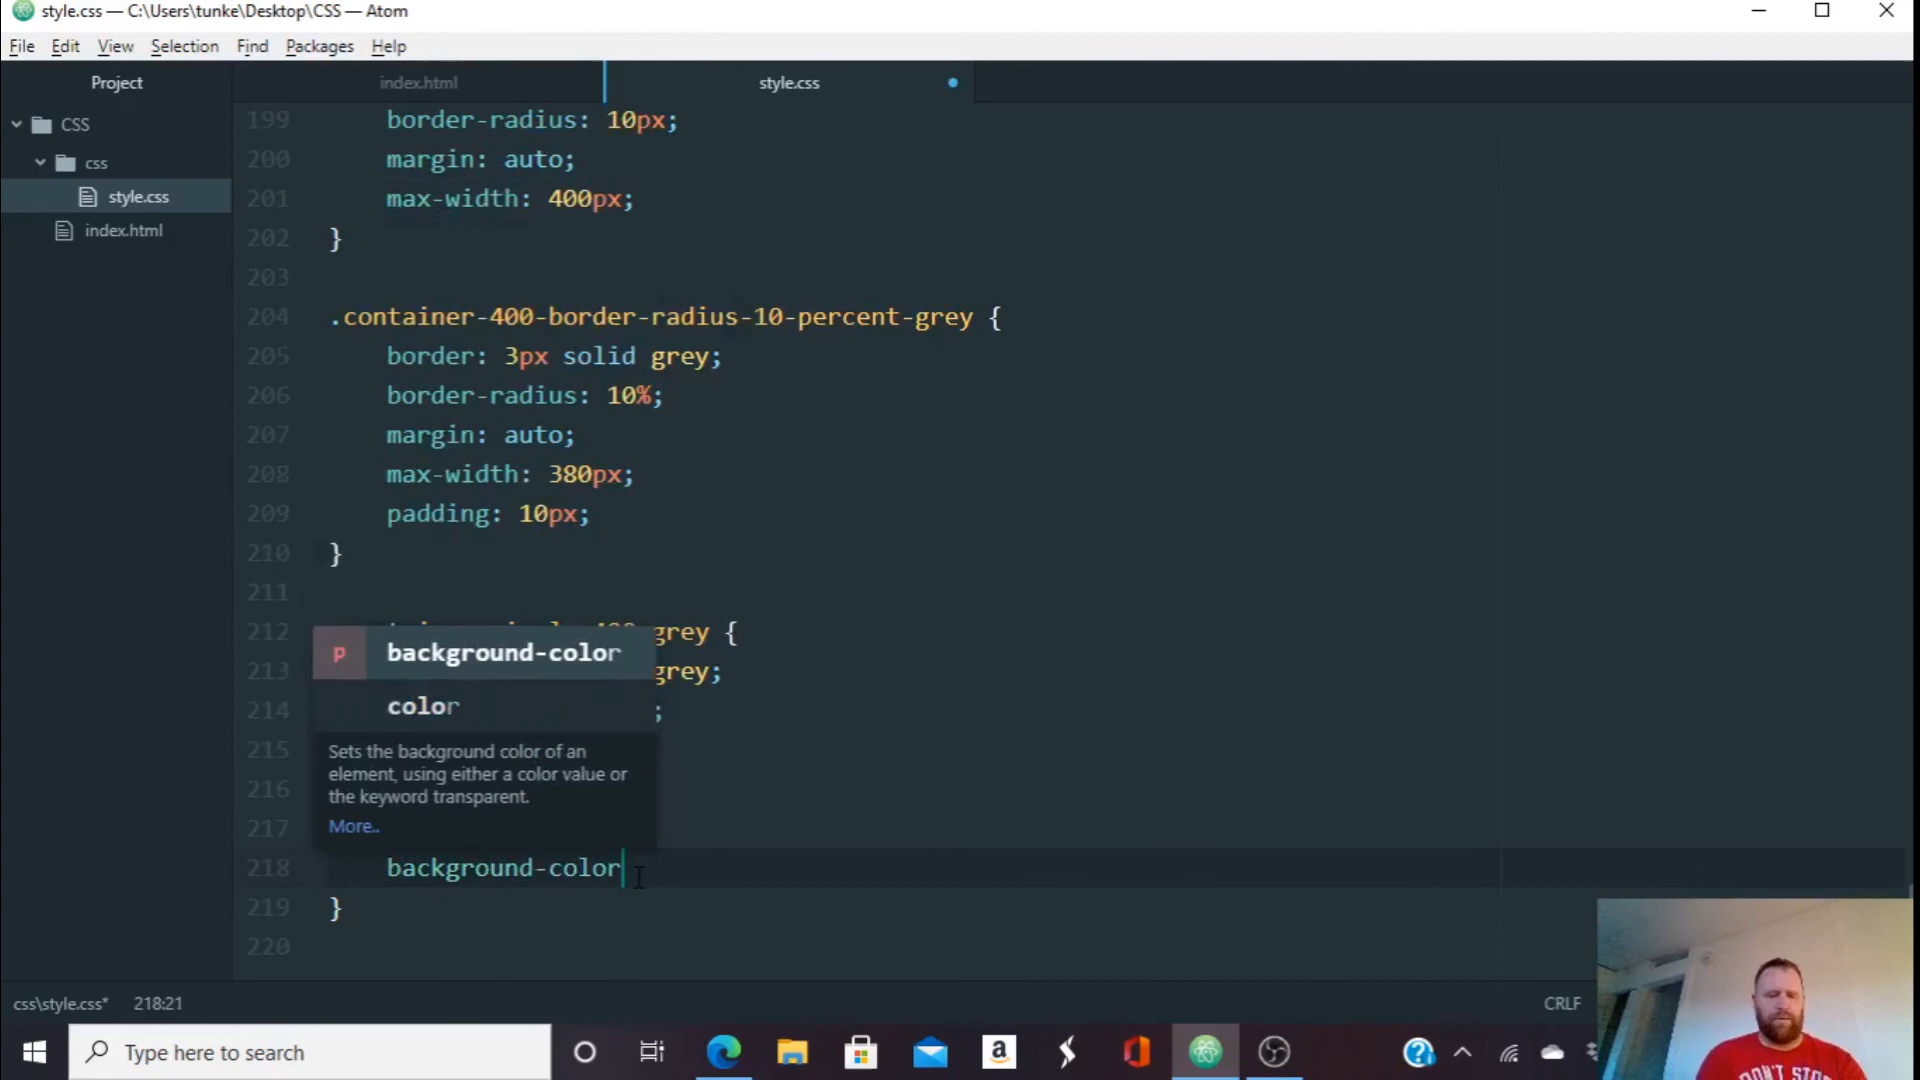 style.css — C:\Users\tunke\Desktop\CSS — Atom
File Edit View Selection Find Packages Help
Project
index.html
style.css
CSS
css
style.css
index.html
199 border-radius: 10px;
200 margin: auto;
201 max-width: 400px;
202 }
203
204 .container-400-border-radius-10-percent-grey {
205 border: 3px solid grey;
206 border-radius: 10%;
207 margin: auto;
208 max-width: 380px;
209 padding: 10px;
210 }
211
212 grey {
213 grey;
214 ;
215
216
217
background-color
color
Sets the background color of an
element, using either a color value or
the keyword transparent.
More..
218 background-color
219 }
220
css\style.css* 218:21
CRLF
Type here to search
DON'T STOP